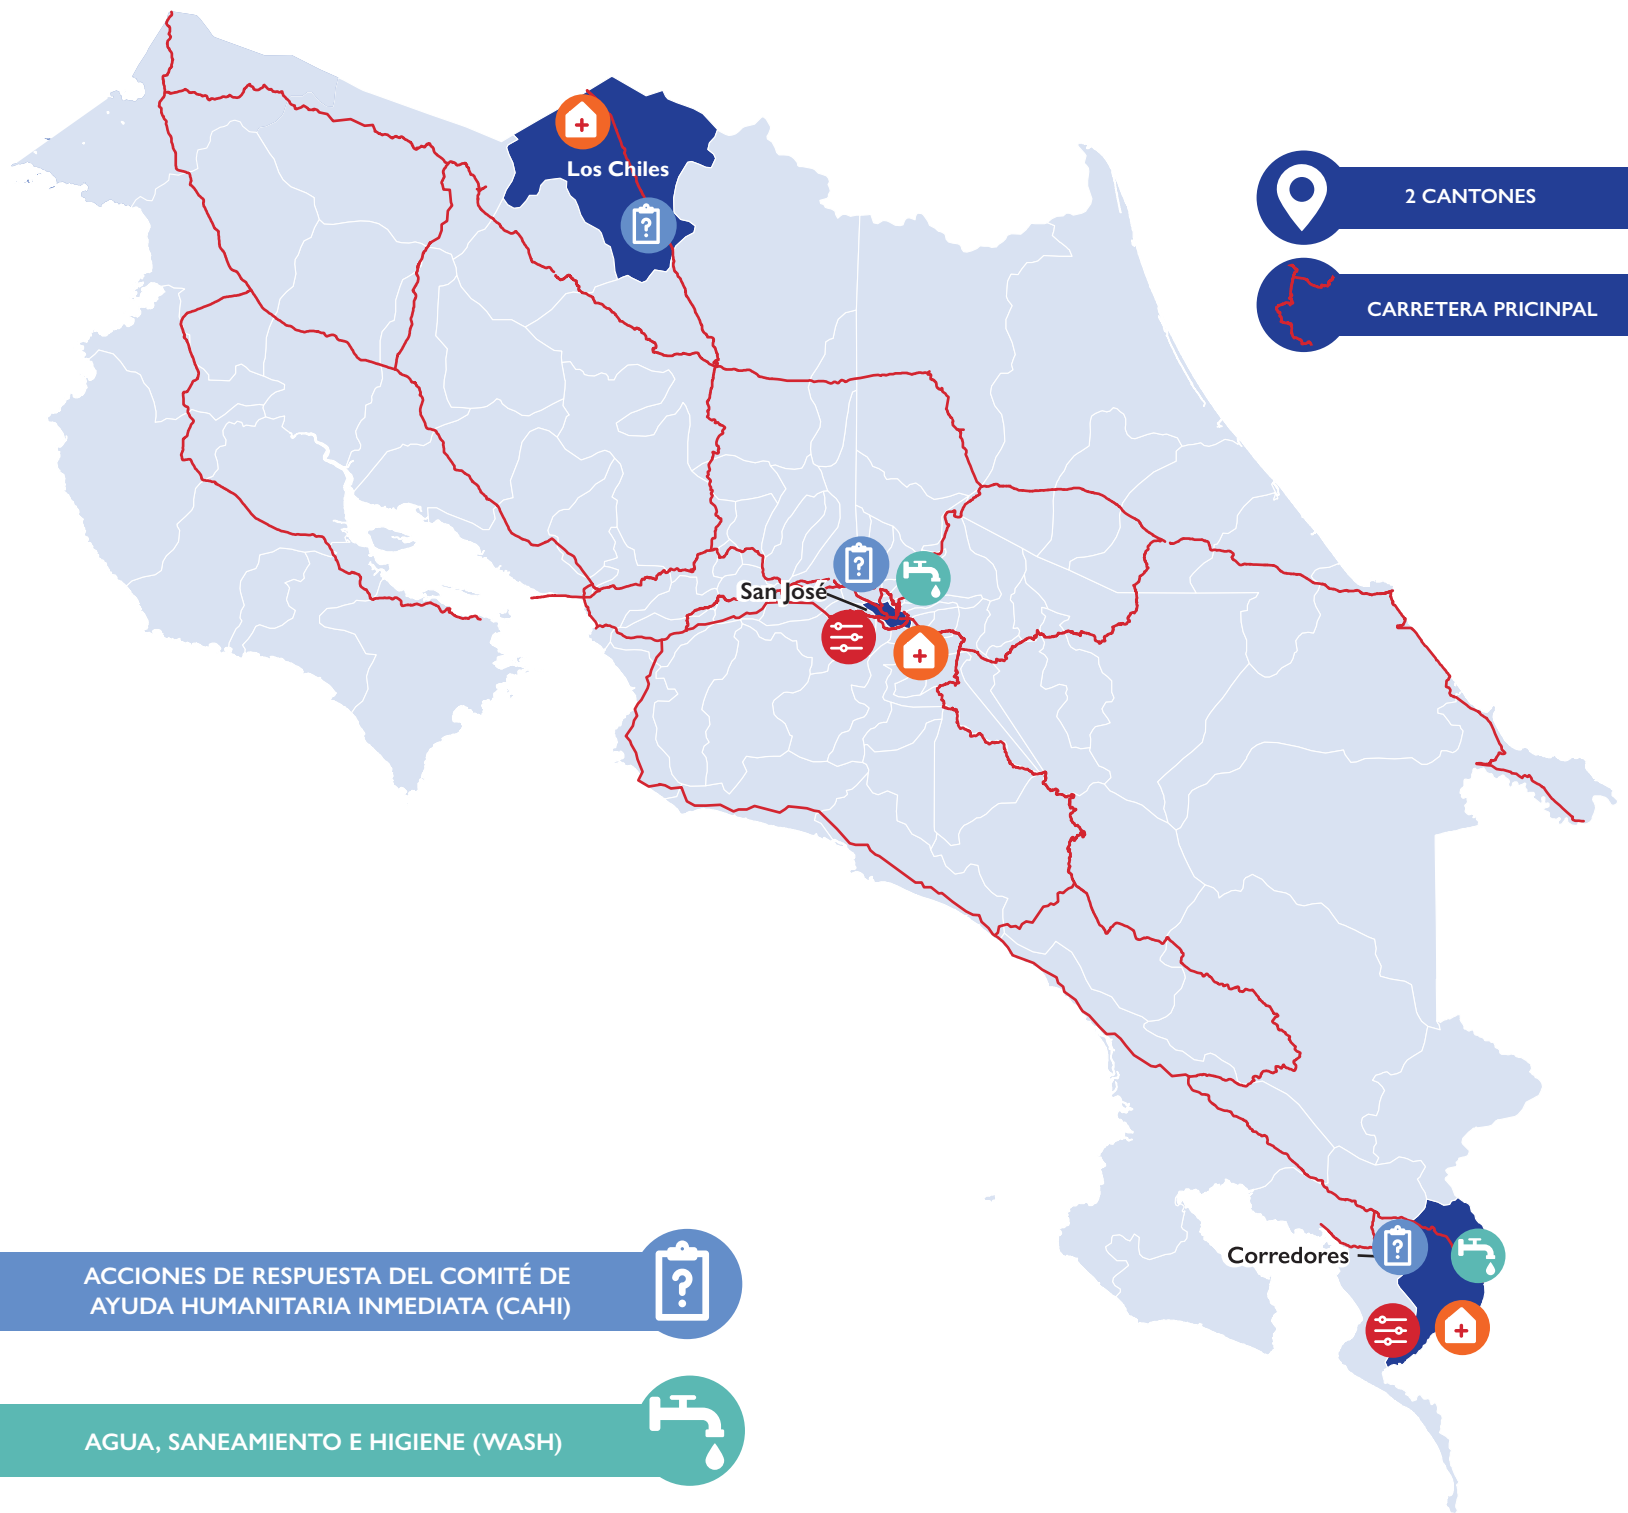 Los Chiles
2 CANTONES
CARRETERA PRICINPAL
San José
Corredores
ACCIONES DE RESPUESTA DEL COMITÉ DE
AYUDA HUMANITARIA INMEDIATA (CAHI)
AGUA, SANEAMIENTO E HIGIENE (WASH)